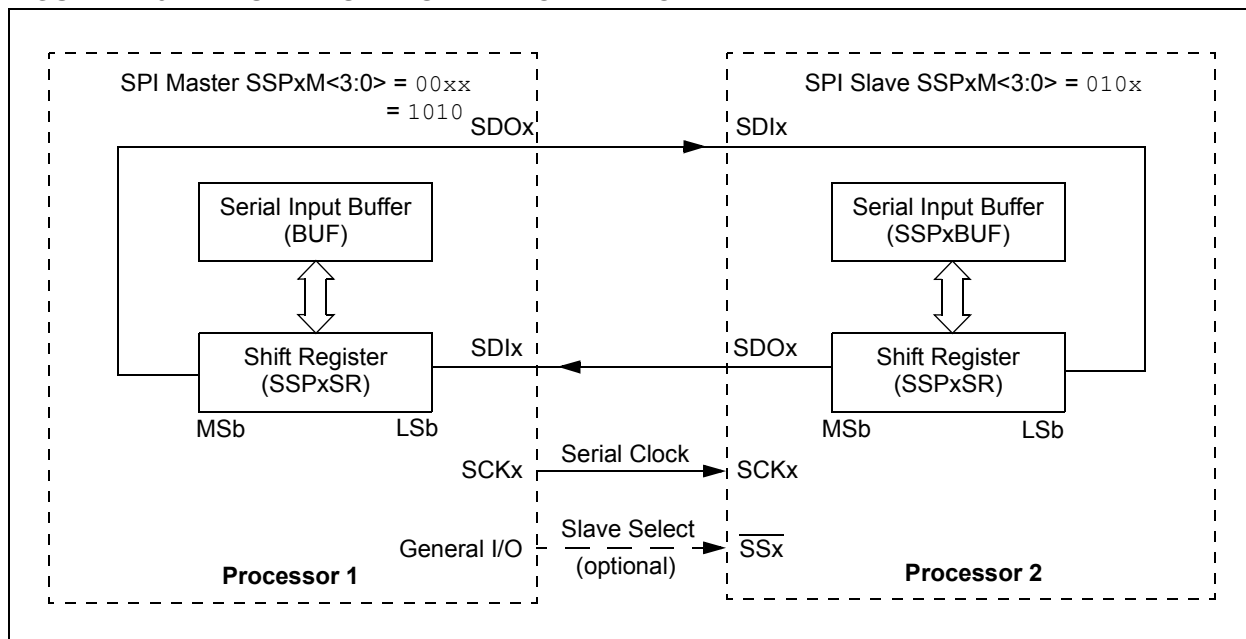 SPI Master SSPxM<3:0> = 00xx
= 1010
SDOx
Serial Input Buffer
(BUF)
Shift Register
(SSPxSR)
MSb
LSb
SDIx
SCKx
General I/O
Processor 1
Serial Clock
Slave Select
(optional)
SPI Slave SSPxM<3:0> = 010x
SDIx
Serial Input Buffer
(SSPxBUF)
SDOx
Shift Register
(SSPxSR)
MSb
LSb
SCKx
S̅S̅x̅
Processor 2